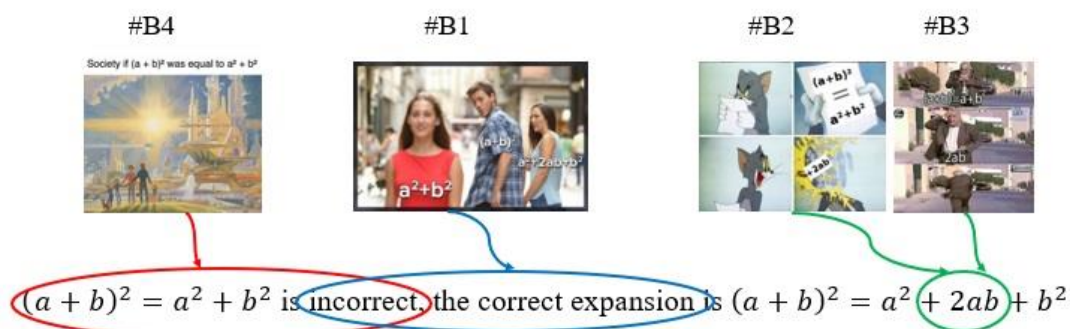 #B4 #B1 #B2 #B3
Society if (a + b)² was equal to a² + b²
(a+b)²
=
a²+b²
(a+b)²
a²+2ab+b²
a²+b²
+2ab
2ab
(a + b)² = a² + b² is incorrect, the correct expansion is (a + b)² = a² + 2ab + b²